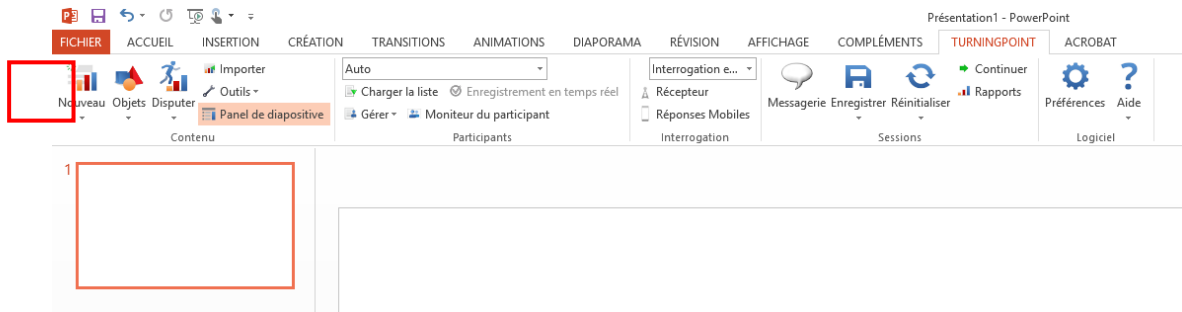 Présentation1 - PowerPoint
FICHIER ACCUEIL INSERTION CRÉATION TRANSITIONS ANIMATIONS DIAPORAMA RÉVISION AFFICHAGE COMPLÉMENTS TURNINGPOINT ACROBAT
Nouveau Objets Disputer
Importer
Outils
Panel de diapositive
Contenu
Auto
Charger la liste Enregistrement en temps réel
Gérer Moniteur du participant
Participants
Interrogation e...
Récepteur
Réponses Mobiles
Interrogation
Messagerie Enregistrer Réinitialiser
Continuer
Rapports
Sessions
Préférences Aide
Logiciel
1